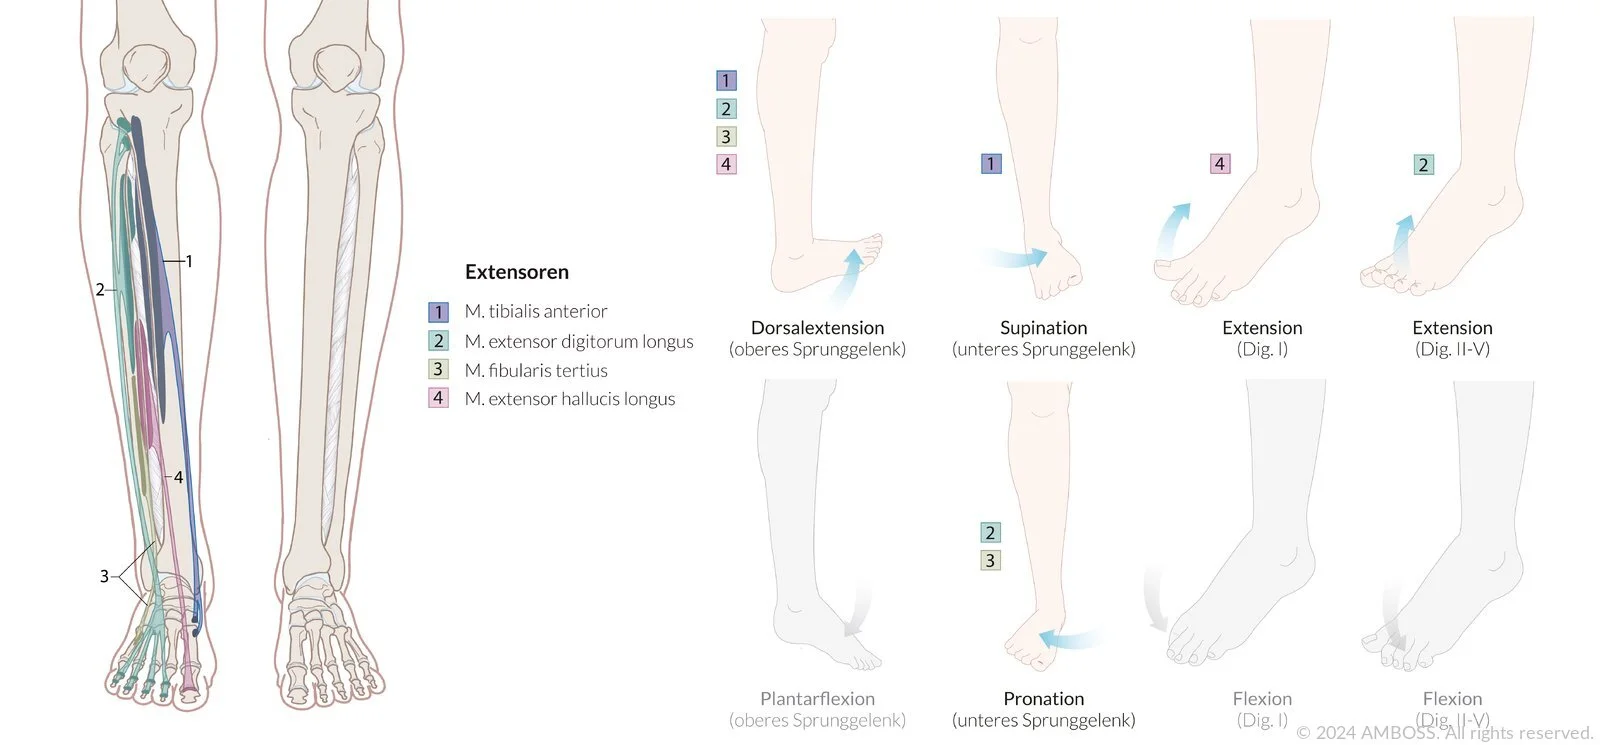 1
2
4
3
Extensoren
1 M. tibialis anterior
2 M. extensor digitorum longus
3 M. fibularis tertius
4 M. extensor hallucis longus
1
2
3
4
Dorsalextension
(oberes Sprunggelenk)
1
Supination
(unteres Sprunggelenk)
4
Extension
(Dig. I)
2
Extension
(Dig. II-V)
Plantarflexion
(oberes Sprunggelenk)
2
3
Pronation
(unteres Sprunggelenk)
Flexion
(Dig. I)
Flexion
(Dig. II-V)
© 2024 AMBOSS. All rights reserved.